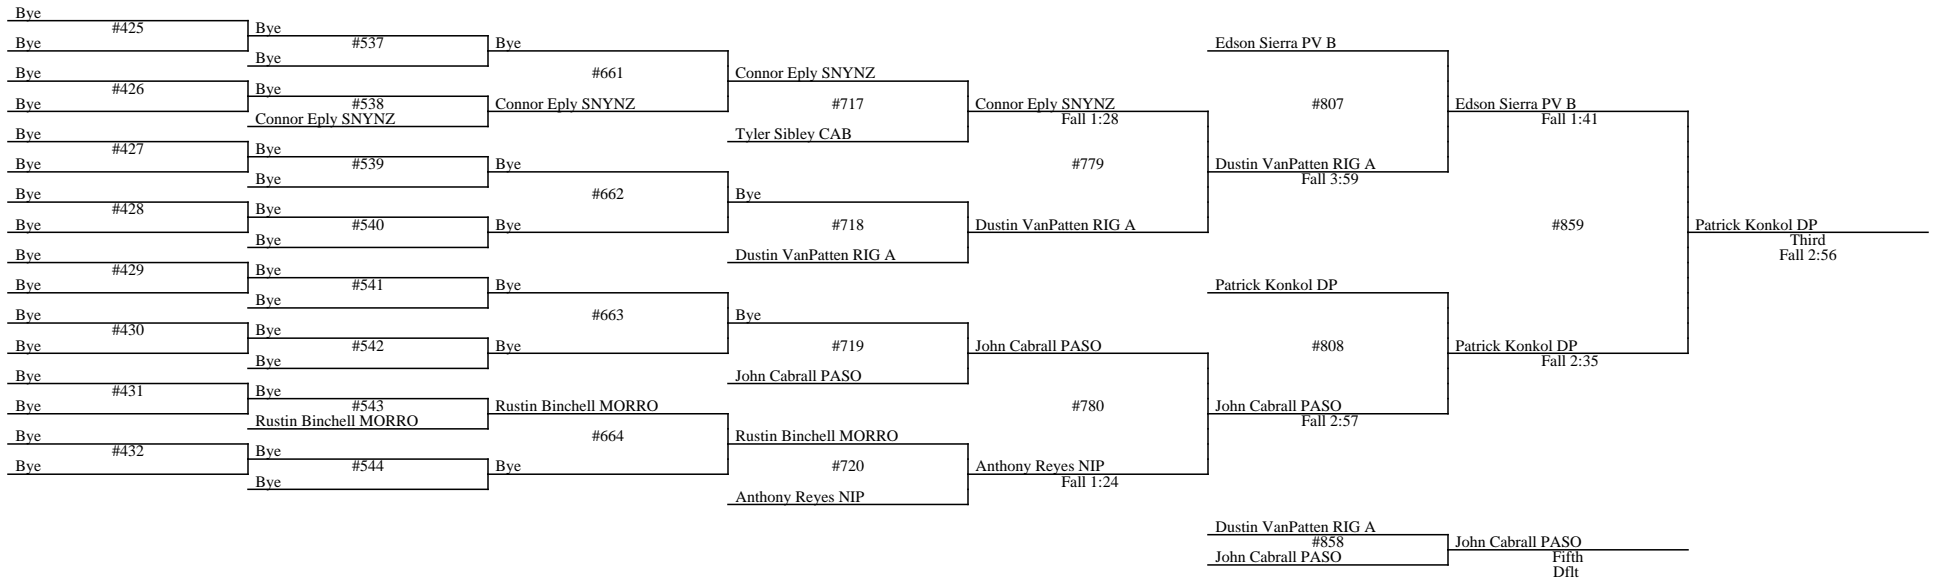 Bye
#425
Bye
Bye
#426
Bye
Bye
#427
Bye
Bye
#428
Bye
Bye
#429
Bye
Bye
#430
Bye
Bye
#431
Bye
Bye
#432
Bye
Bye
#537
Bye
Bye
#538
Connor Eply SNYNZ
Bye
#539
Bye
Bye
#540
Bye
Bye
#541
Bye
Bye
#542
Bye
Bye
#543
Rustin Binchell MORRO
Bye
#544
Bye
Bye
#661
Connor Eply SNYNZ
Bye
#662
Bye
Bye
#663
Bye
Rustin Binchell MORRO
#664
Bye
Connor Eply SNYNZ
#717
Tyler Sibley CAB
Bye
#718
Dustin VanPatten RIG A
Bye
#719
John Cabrall PASO
Rustin Binchell MORRO
#720
Anthony Reyes NIP
Connor Eply SNYNZ
Fall 1:28
#779
Dustin VanPatten RIG A
John Cabrall PASO
#780
Anthony Reyes NIP
Fall 1:24
Edson Sierra PV B
#807
Dustin VanPatten RIG A
Fall 3:59
Patrick Konkol DP
#808
John Cabrall PASO
Fall 2:57
Edson Sierra PV B
Fall 1:41
#859
Patrick Konkol DP
Fall 2:35
Patrick Konkol DP
Third
Fall 2:56
Dustin VanPatten RIG A
#858
John Cabrall PASO
John Cabrall PASO
Fifth
Dflt